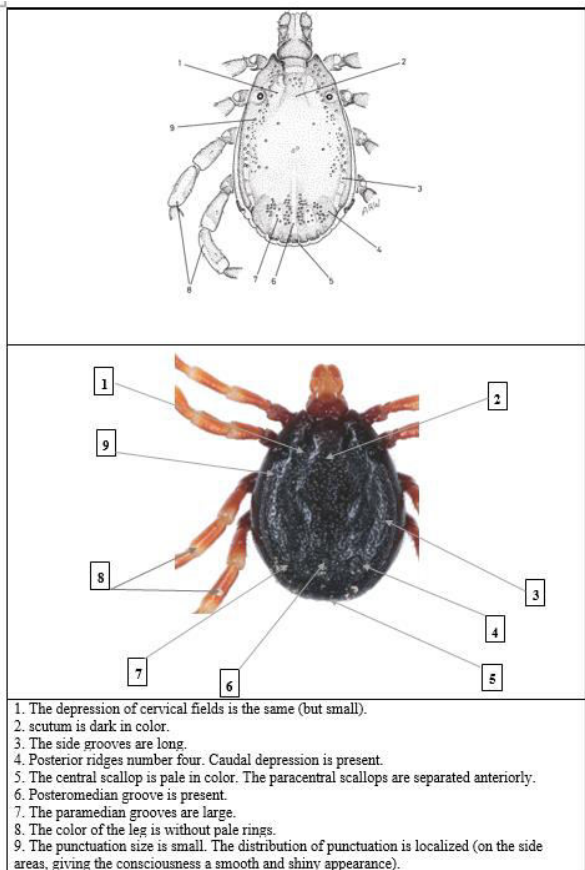 1
2
9
3
ARW
4
8
7
6
5
1
2
9
8
3
4
7
6
5
1. The depression of cervical fields is the same (but small).
2. scutum is dark in color.
3. The side grooves are long.
4. Posterior ridges number four. Caudal depression is present.
5. The central scallop is pale in color. The paracentral scallops are separated anteriorly.
6. Posteromedian groove is present.
7. The paramedian grooves are large.
8. The color of the leg is without pale rings.
9. The punctuation size is small. The distribution of punctuation is localized (on the side
areas, giving the consciousness a smooth and shiny appearance).